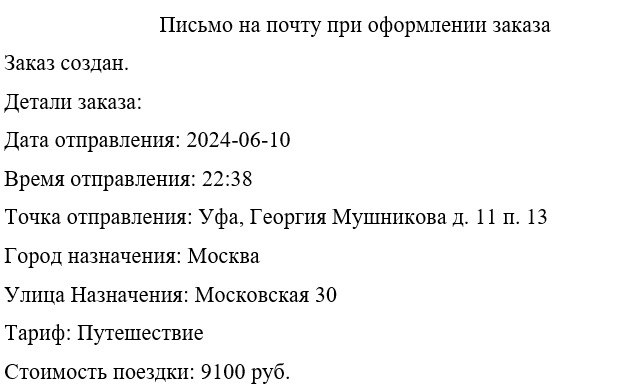 Письмо на почту при оформлении заказа
Заказ создан.
Детали заказа:
Дата отправления: 2024-06-10
Время отправления: 22:38
Точка отправления: Уфа, Георгия Мушникова д. 11 п. 13
Город назначения: Москва
Улица Назначения: Московская 30
Тариф: Путешествие
Стоимость поездки: 9100 руб.